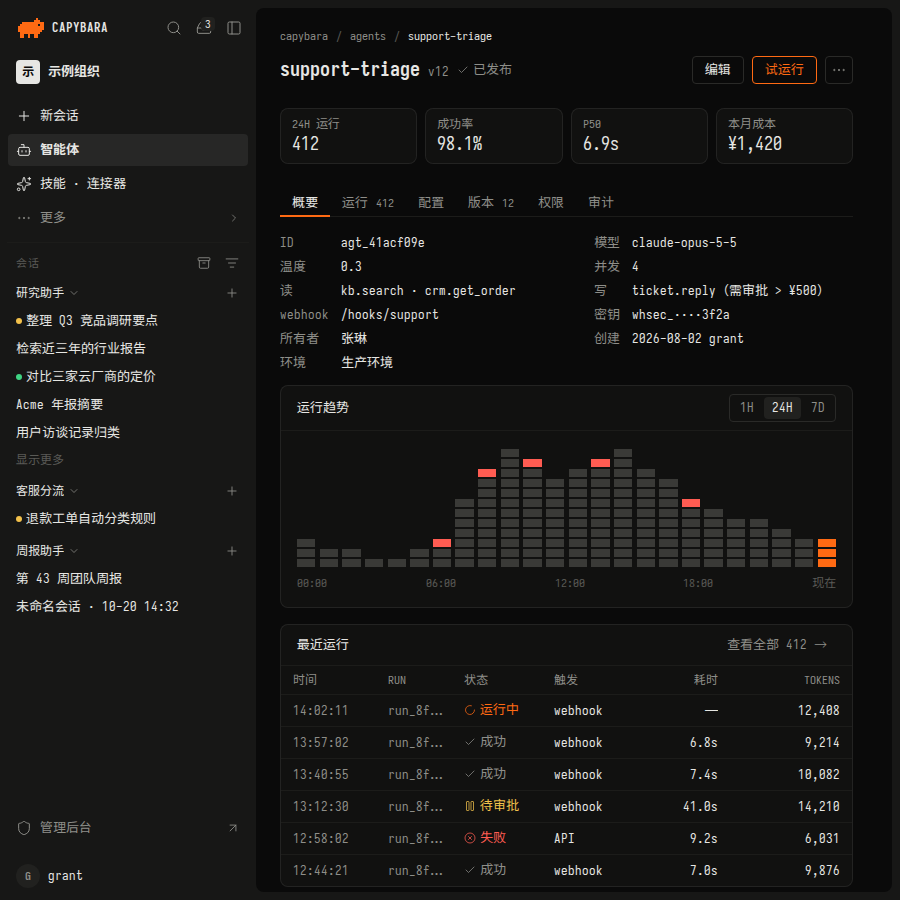 CAPYBARA
3
示 示例组织
新会话
智能体
技能 · 连接器
更多
会话
研究助手
整理 Q3 竞品调研要点
检索近三年的行业报告
对比三家云厂商的定价
Acme 年报摘要
用户访谈记录归类
显示更多
客服分流
退款工单自动分类规则
周报助手
第 43 周团队周报
未命名会话 · 10-20 14:32
管理后台
G grant
capybara / agents / support-triage
support-triage v12 已发布
编辑 试运行 ···
24H 运行 成功率 P50 本月成本
412 98.1% 6.9s ¥1,420
概要 运行 412 配置 版本 12 权限 审计
ID agt_41acf09e 模型 claude-opus-5-5
温度 0.3 并发 4
读 kb.search · crm.get_order 写 ticket.reply (需审批 > ¥500)
webhook /hooks/support 密钥 whsec_····3f2a
所有者 张琳 创建 2026-08-02 grant
环境 生产环境
运行趋势 1H 24H 7D
00:00 06:00 12:00 18:00 现在
最近运行 查看全部 412 →
时间 RUN 状态 触发 耗时 TOKENS
14:02:11 run_8f... 运行中 webhook — 12,408
13:57:02 run_8f... 成功 webhook 6.8s 9,214
13:40:55 run_8f... 成功 webhook 7.4s 10,082
13:12:30 run_8f... 待审批 webhook 41.0s 14,210
12:58:02 run_8f... 失败 API 9.2s 6,031
12:44:21 run_8f... 成功 webhook 7.0s 9,876